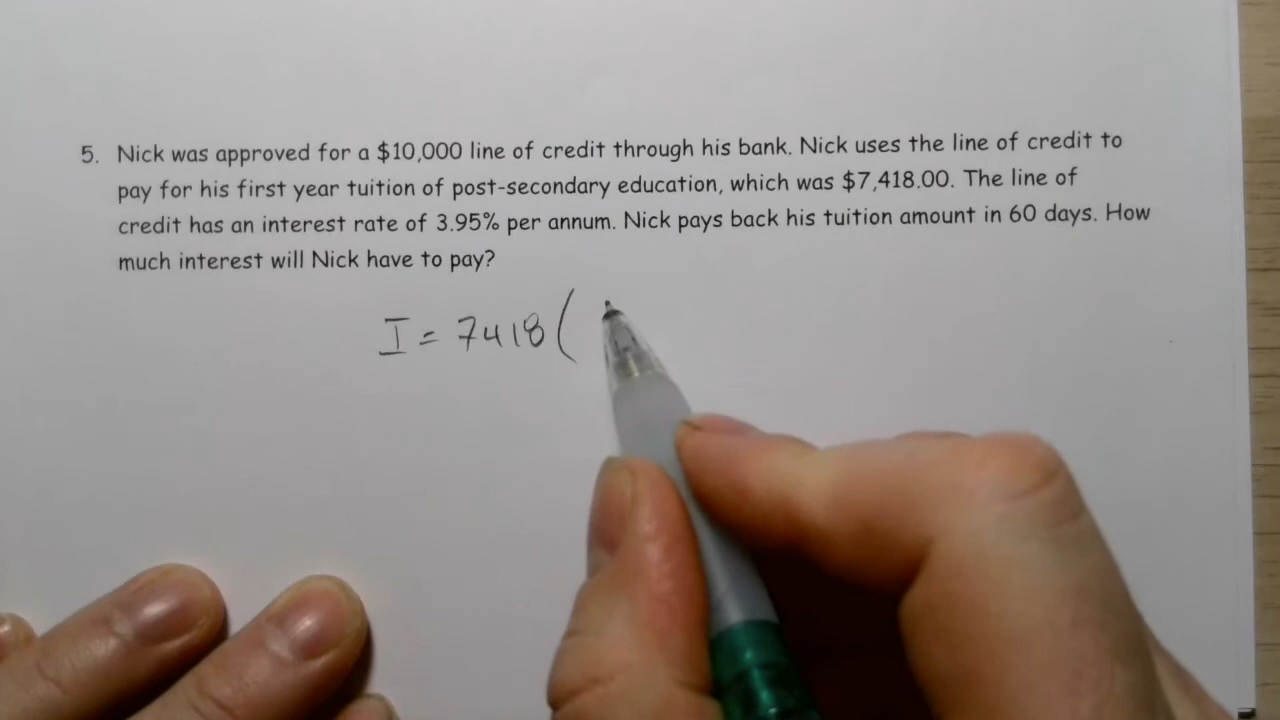 5. Nick was approved for a $10,000 line of credit through his bank. Nick uses the line of credit to
pay for his first year tuition of post-secondary education, which was $7,418.00. The line of
credit has an interest rate of 3.95% per annum. Nick pays back his tuition amount in 60 days. How
much interest will Nick have to pay?
I = 7418 (